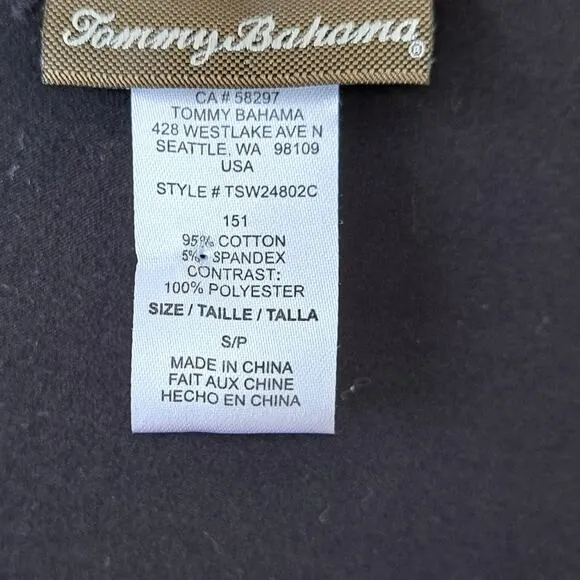 Tommy Bahama®
CA # 58297
TOMMY BAHAMA
428 WESTLAKE AVE N
SEATTLE, WA 98109
USA
STYLE # TSW24802C
151
95% COTTON
5% SPANDEX
CONTRAST:
100% POLYESTER
SIZE / TAILLE / TALLA
S/P
MADE IN CHINA
FAIT AUX CHINE
HECHO EN CHINA